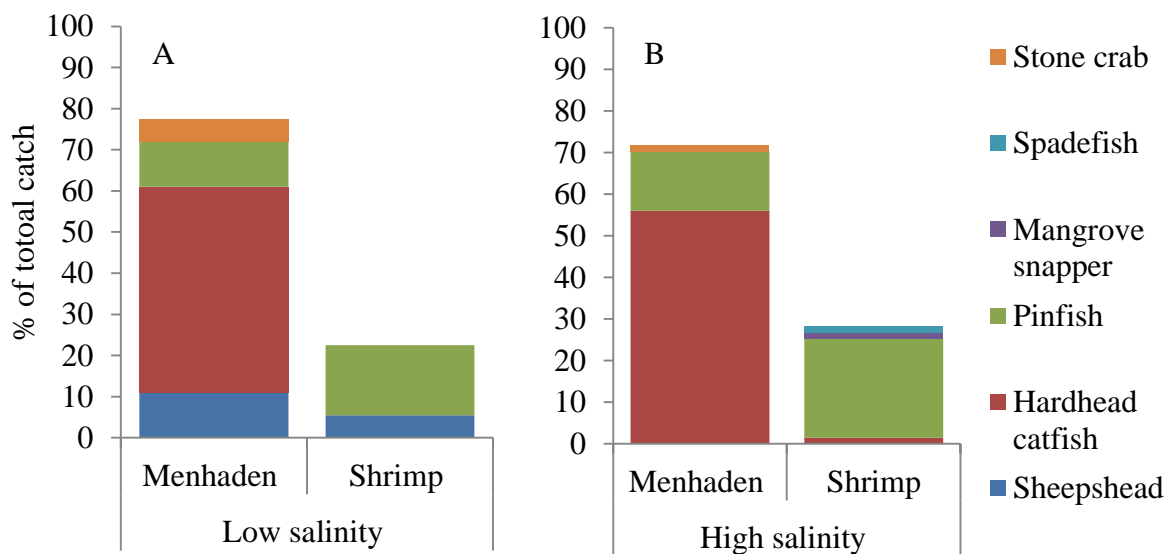 % of totoal catch
100
90
80
70
60
50
40
30
20
10
0
A
Menhaden
Shrimp
Low salinity
100
90
80
70
60
50
40
30
20
10
0
B
Menhaden
Shrimp
High salinity
Stone crab
Spadefish
Mangrove
snapper
Pinfish
Hardhead
catfish
Sheepshead